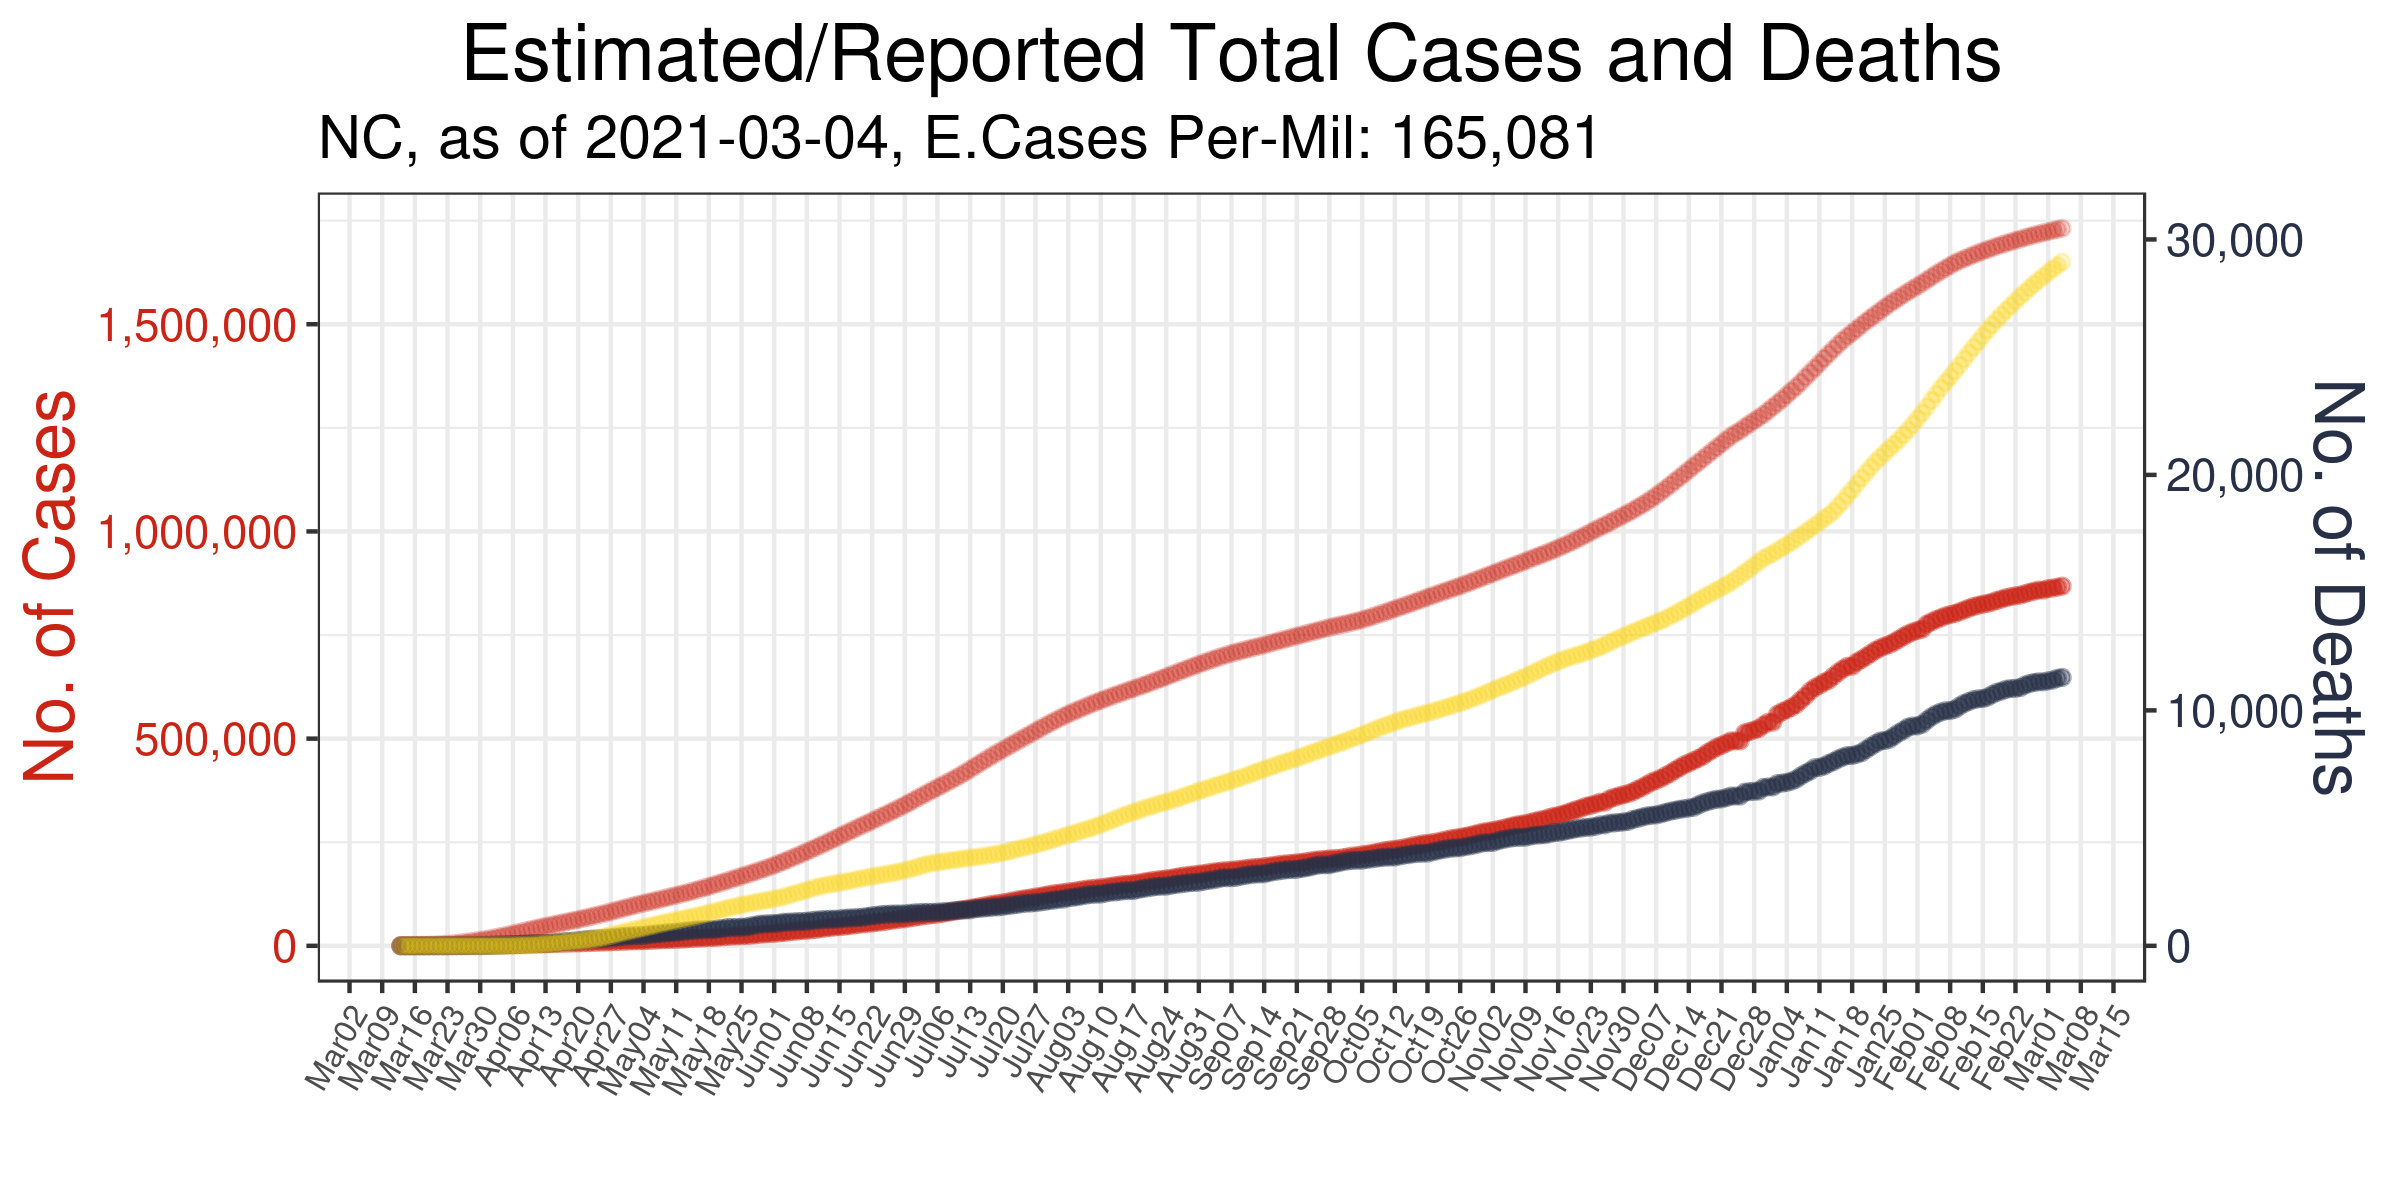 Estimated/Reported Total Cases and Deaths
NC, as of 2021-03-04, E.Cases Per-Mil: 165,081
No. of Cases
1,500,000
1,000,000
500,000
0
30,000
20,000
10,000
0
No. of Deaths
Mar02
Mar09
Mar16
Mar23
Mar30
Apr06
Apr13
Apr20
Apr27
May04
May11
May18
May25
Jun01
Jun08
Jun15
Jun22
Jun29
Jul06
Jul13
Jul20
Jul27
Aug03
Aug10
Aug17
Aug24
Aug31
Sep07
Sep14
Sep21
Sep28
Oct05
Oct12
Oct19
Oct26
Nov02
Nov09
Nov16
Nov23
Nov30
Dec07
Dec14
Dec21
Dec28
Jan04
Jan11
Jan18
Jan25
Feb01
Feb08
Feb15
Feb22
Mar01
Mar08
Mar15